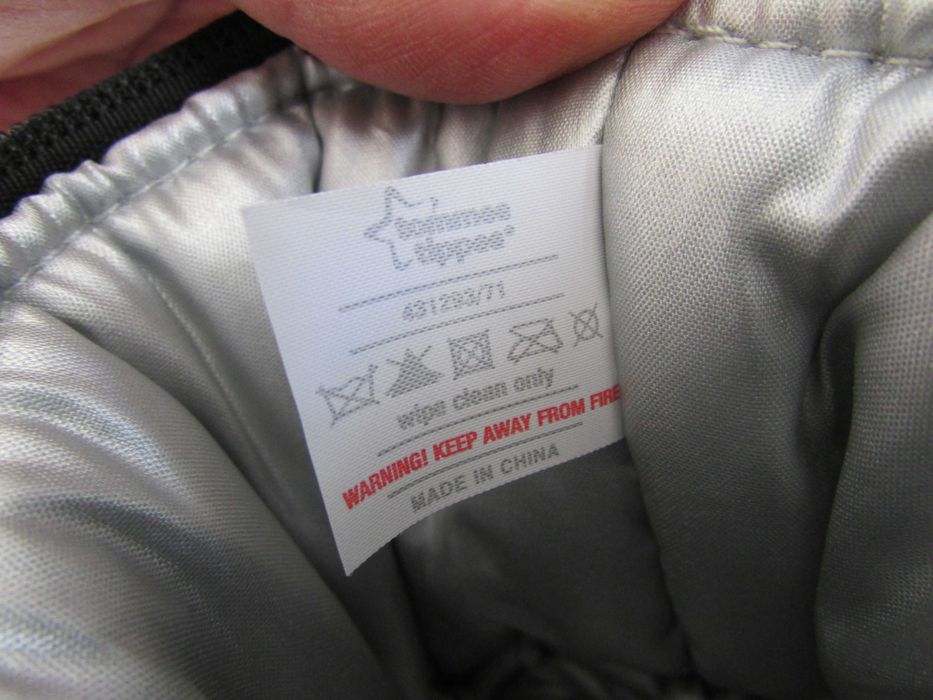 tommee
tippee®
431293/71
wipe clean only
WARNING! KEEP AWAY FROM FIRE
MADE IN CHINA